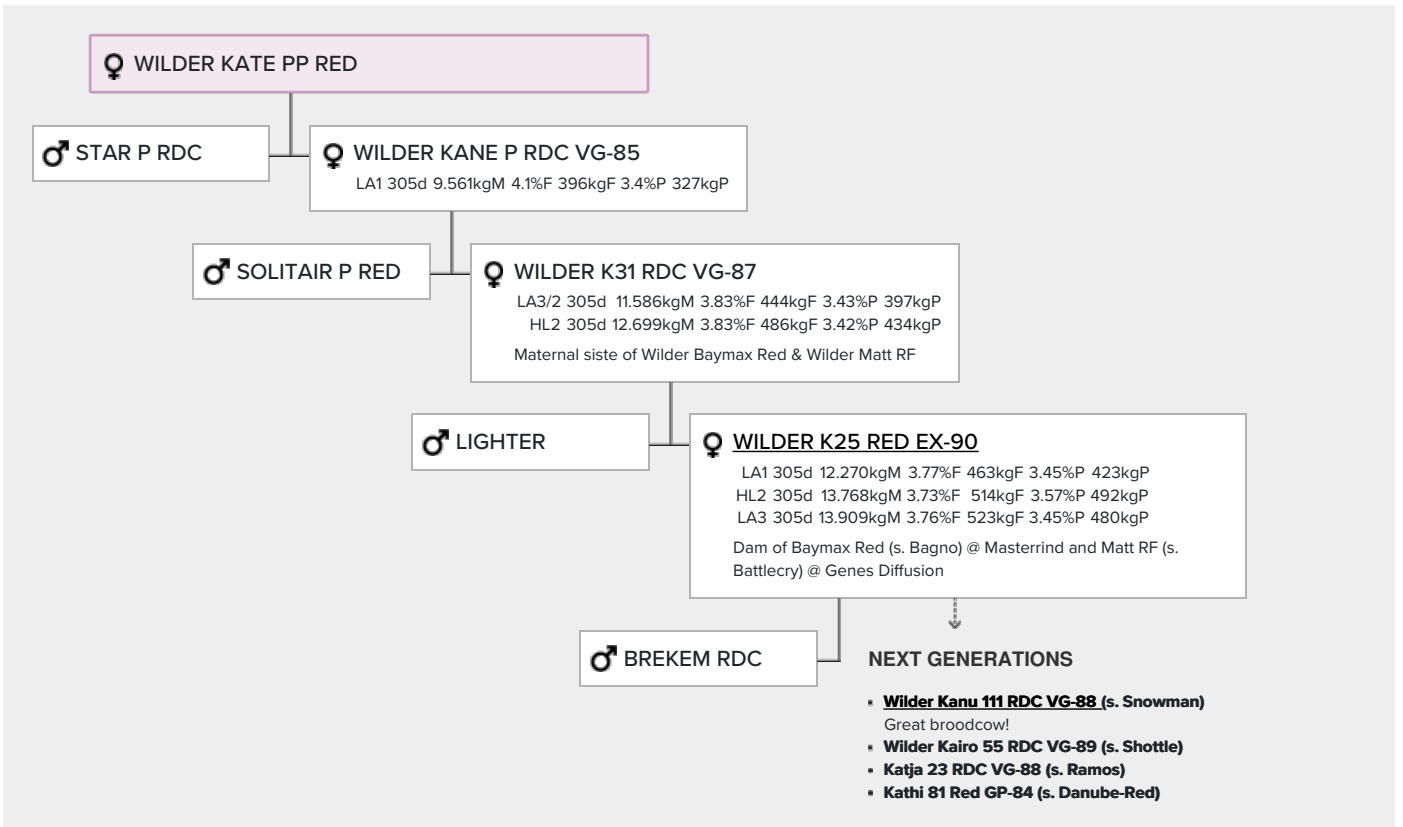 WILDER KATE PP RED
STAR P RDC
WILDER KANE P RDC VG-85
LA1 305d 9.561kgM 4.1%F 396kgF 3.4%P 327kgP
SOLITAIR P RED
WILDER K31 RDC VG-87
LA3/2 305d 11.586kgM 3.83%F 444kgF 3.43%P 397kgP
HL2 305d 12.699kgM 3.83%F 486kgF 3.42%P 434kgP
Maternal siste of Wilder Baymax Red & Wilder Matt RF
LIGHTER
WILDER K25 RED EX-90
LA1 305d 12.270kgM 3.77%F 463kgF 3.45%P 423kgP
HL2 305d 13.768kgM 3.73%F 514kgF 3.57%P 492kgP
LA3 305d 13.909kgM 3.76%F 523kgF 3.45%P 480kgP
Dam of Baymax Red (s. Bagno) @ Masterrind and Matt RF (s.
Battlecry) @ Genes Diffusion
BREKEM RDC
NEXT GENERATIONS
Wilder Kanu 111 RDC VG-88 (s. Snowman)
Great broodcow!
Wilder Kairo 55 RDC VG-89 (s. Shottle)
Katja 23 RDC VG-88 (s. Ramos)
Kathi 81 Red GP-84 (s. Danube-Red)